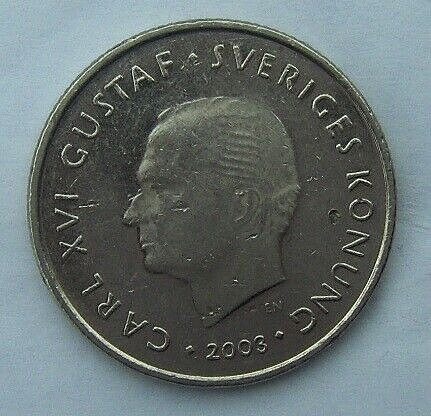 CARL XVI GUSTAF · SVERIGES KONUNG
· 2003 ·
EN